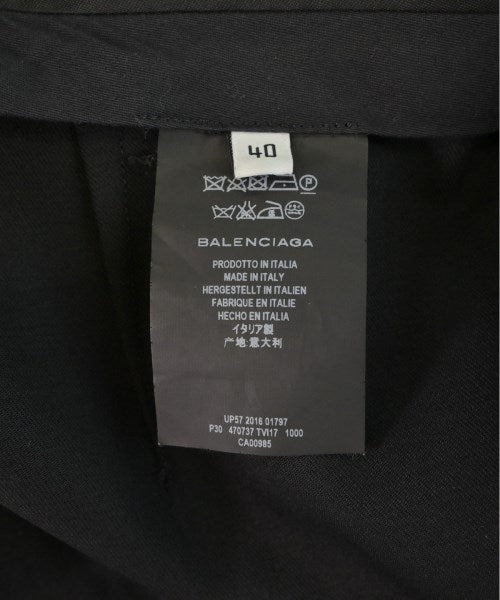 40
P
BALENCIAGA
PRODOTTO IN ITALIA
MADE IN ITALY
HERGESTELLT IN ITALIEN
FABRIQUE EN ITALIE
HECHO EN ITALIA
イタリア製
产地:意大利
UP57 2016 01797
P30 470737 TVI17 1000
CA00985